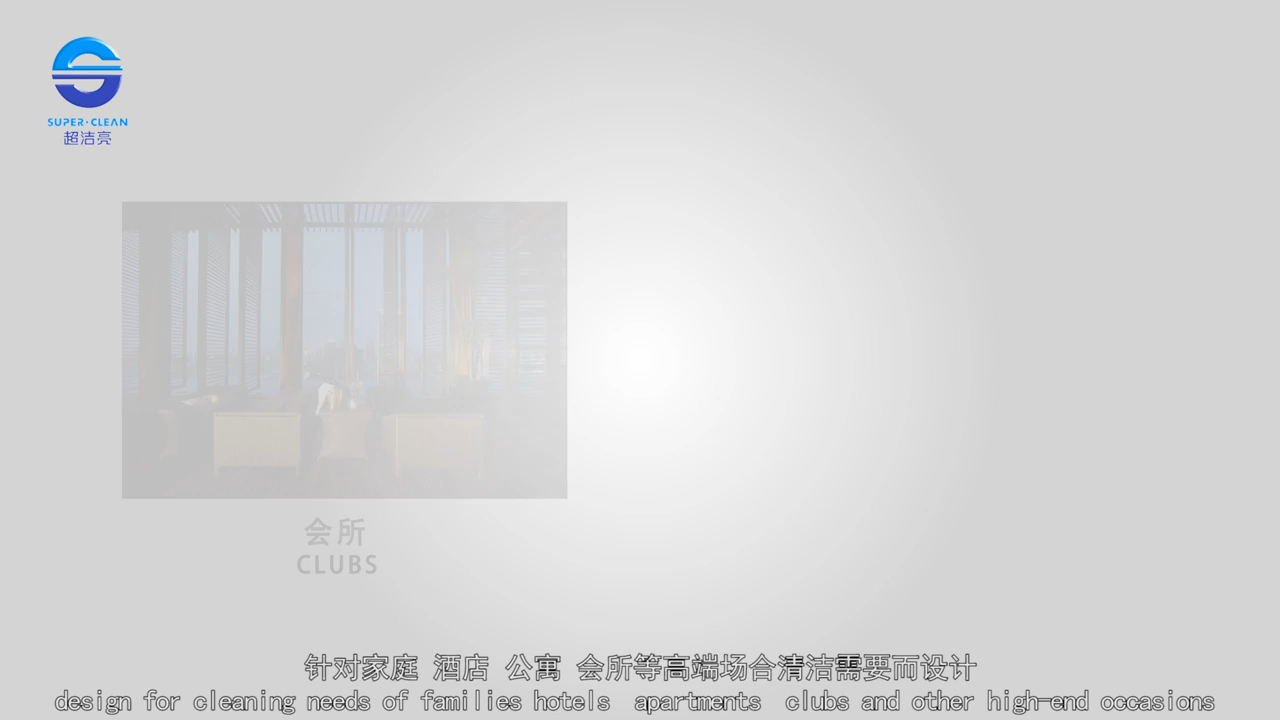 SUPER·CLEAN
超洁亮
会所
CLUBS
针对家庭 酒店 公寓 会所等高端场合清洁需要而设计
design for cleaning needs of families hotels apartments clubs and other high-end occasions